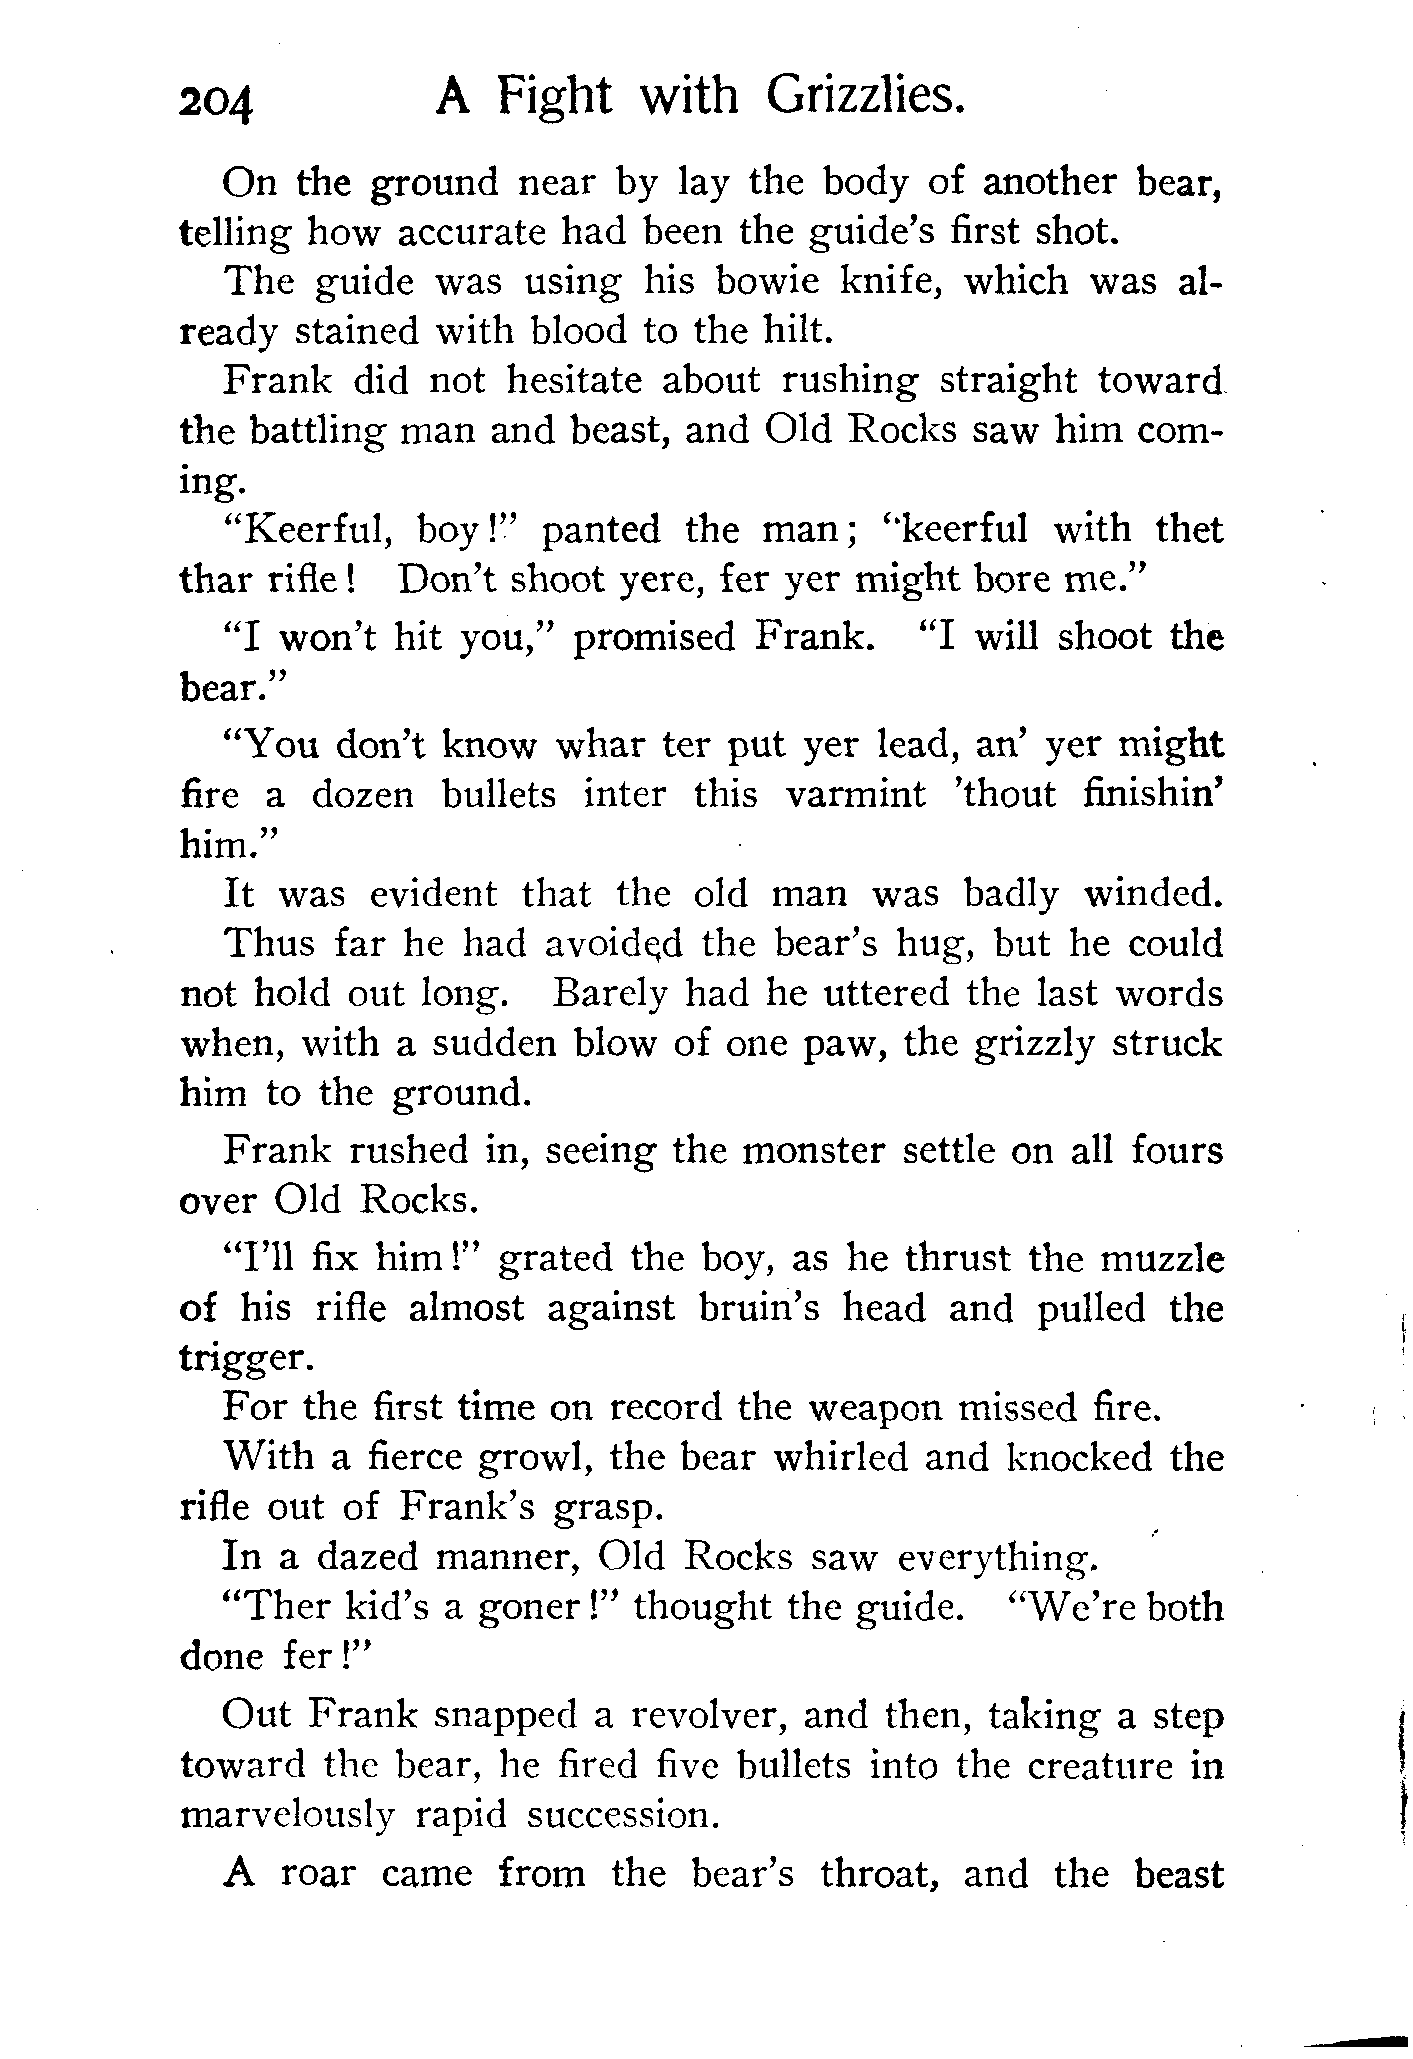 204 A Fight with Grizzlies.
On the ground near by lay the body of another bear,
telling how accurate had been the guide's first shot.
The guide was using his bowie knife, which was al-
ready stained with blood to the hilt.
Frank did not hesitate about rushing straight toward
the battling man and beast, and Old Rocks saw him com-
ing.
"Keerful, boy!" panted the man; "keerful with thet
thar rifle! Don't shoot yere, fer yer might bore me."
"I won't hit you," promised Frank. "I will shoot the
bear."
"You don't know whar ter put yer lead, an' yer might
fire a dozen bullets inter this varmint 'thout finishin'
him."
It was evident that the old man was badly winded.
Thus far he had avoided the bear's hug, but he could
not hold out long. Barely had he uttered the last words
when, with a sudden blow of one paw, the grizzly struck
him to the ground.
Frank rushed in, seeing the monster settle on all fours
over Old Rocks.
"I'll fix him!" grated the boy, as he thrust the muzzle
of his rifle almost against bruin's head and pulled the
trigger.
For the first time on record the weapon missed fire.
With a fierce growl, the bear whirled and knocked the
rifle out of Frank's grasp.
In a dazed manner, Old Rocks saw everything.
"Ther kid's a goner!" thought the guide. "We're both
done fer!"
Out Frank snapped a revolver, and then, taking a step
toward the bear, he fired five bullets into the creature in
marvelously rapid succession.
A roar came from the bear's throat, and the beast